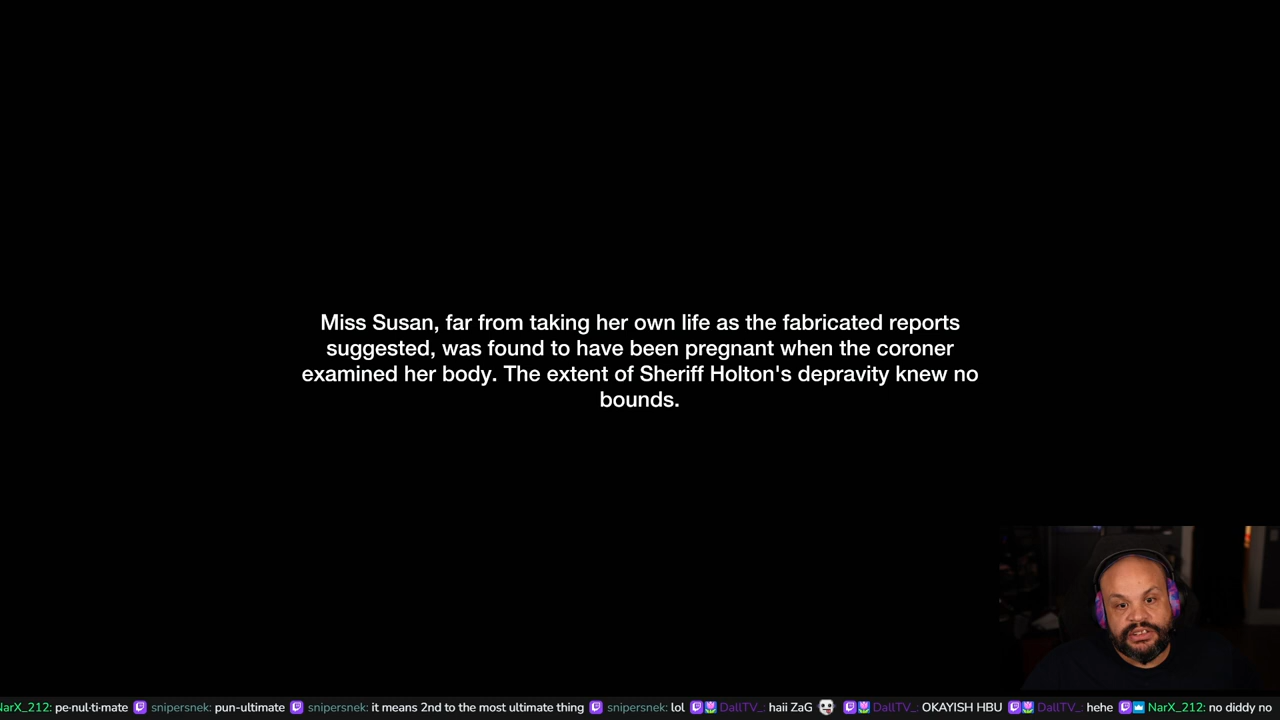 Miss Susan, far from taking her own life as the fabricated reports
suggested, was found to have been pregnant when the coroner
examined her body. The extent of Sheriff Holton's depravity knew no
bounds.
NarX_212: pe·nul·ti·mate snipersnek: pun-ultimate snipersnek: it means 2nd to the most ultimate thing snipersnek: lol DallTV_: haii ZaG DallTV_: OKAYISH HBU DallTV_: hehe NarX_212: no diddy no